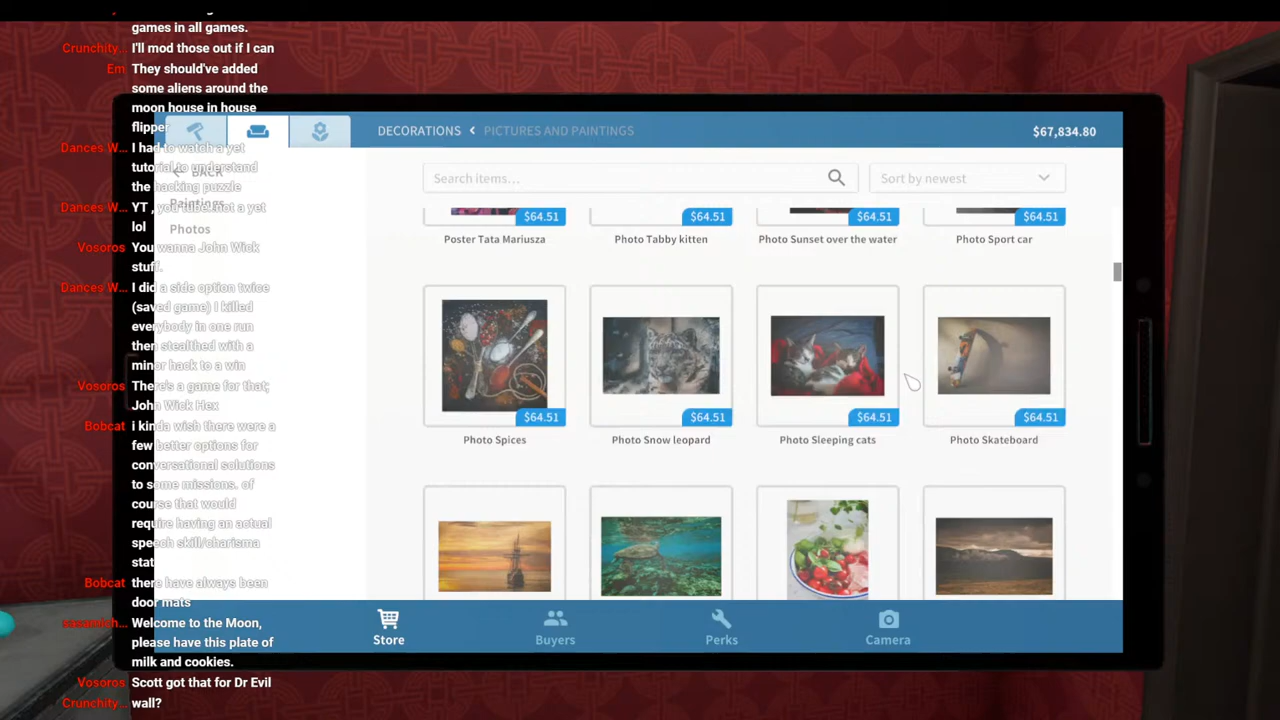 games in all games.
Crunchity... I'll mod those out if I can
Em They should've added
some aliens around the
moon house in house
flipper
Dances W... I had to watch a yet
tutorial to understand
the hacking puzzle
Dances W... YT , you tube. not a yet
lol
Vosoros You wanna John Wick
stuff.
Dances W... I did a side option twice
(saved game) I killed
everybody in one run
then stealthed with a
minor hack to a win
Vosoros There's a game for that;
John Wick Hex
Bobcat i kinda wish there were a
few better options for
conversational solutions
to some missions. of
course that would
require having an actual
speech skill/charisma
stat
Bobcat there have always been
door mats
Welcome to the Moon,
please have this plate of
milk and cookies.
Vosoros Scott got that for Dr Evil
Crunchity... wall?
DECORATIONS < PICTURES AND PAINTINGS
$67,834.80
BACK
Paintings
Photos
Search items...
Sort by newest
$64.51 $64.51 $64.51 $64.51
Poster Tata Mariusza
Photo Tabby kitten
Photo Sunset over the water
Photo Sport car
$64.51 $64.51 $64.51 $64.51
Photo Spices
Photo Snow leopard
Photo Sleeping cats
Photo Skateboard
Store
Buyers
Perks
Camera